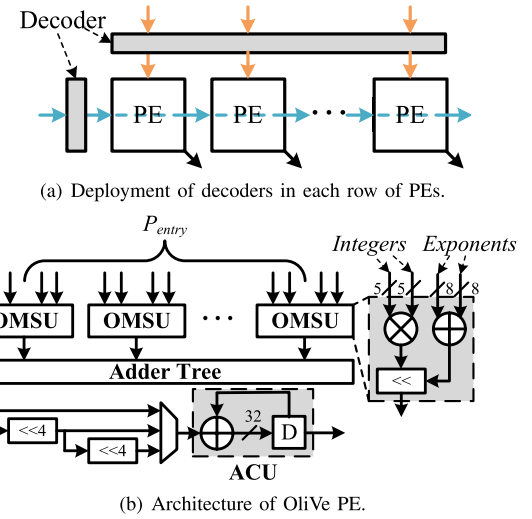 Decoder
PE PE ··· PE
(a) Deployment of decoders in each row of PEs.
P_entry
Integers Exponents
5 5 8 8
OMSU OMSU ··· OMSU
<<
Adder Tree
<<4
<<4
32
D
ACU
(b) Architecture of OliVe PE.